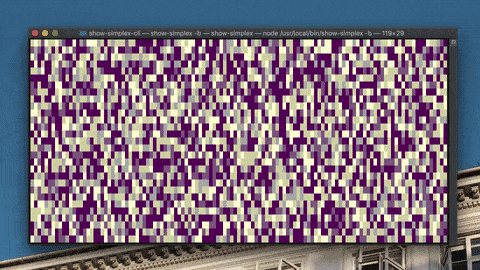 show-simplex-cli — show-simplex -b — show-simplex — node /usr/local/bin/show-simplex -b — 119×29